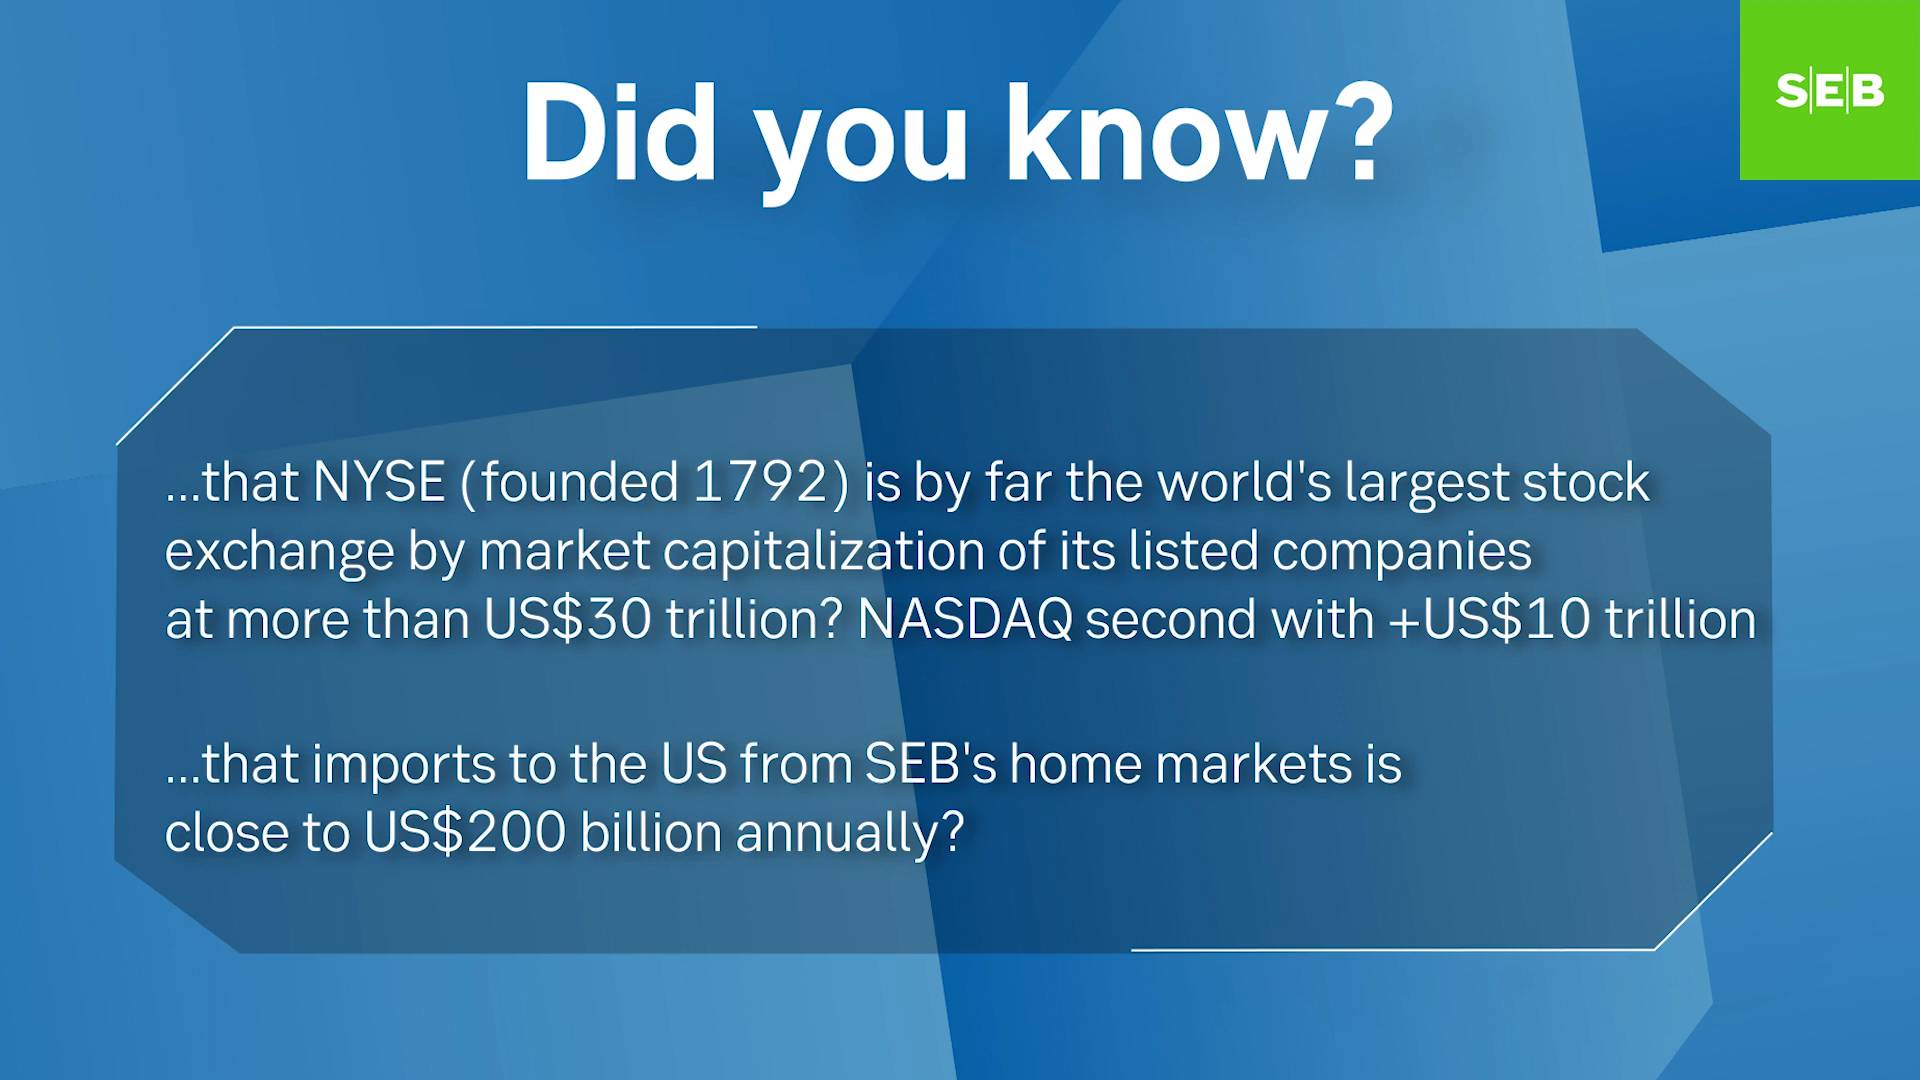 Did you know?
S|E|B
...that NYSE (founded 1792) is by far the world's largest stock
exchange by market capitalization of its listed companies
at more than US$30 trillion? NASDAQ second with +US$10 trillion
...that imports to the US from SEB's home markets is
close to US$200 billion annually?